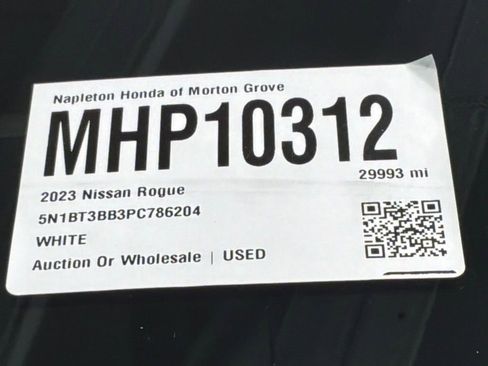 Napleton Honda of Morton Grove
MHP10312
29993 mi
2023 Nissan Rogue
5N1BT3BB3PC786204
WHITE
Auction Or Wholesale | USED